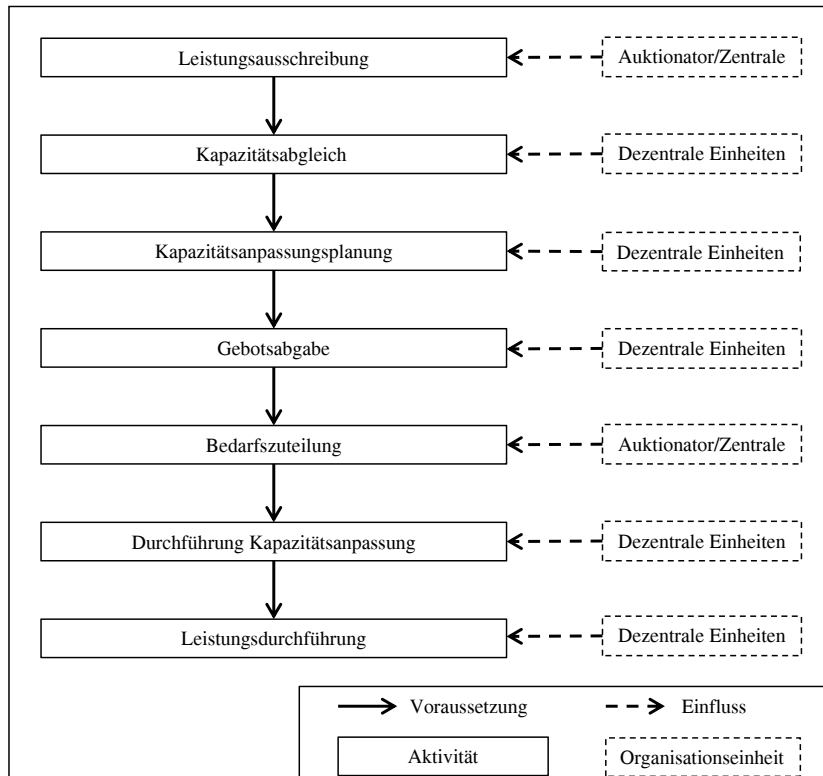 Leistungsausschreibung
Auktionator/Zentrale
Kapazitätsabgleich
Dezentrale Einheiten
Kapazitätsanpassungsplanung
Dezentrale Einheiten
Gebotsabgabe
Dezentrale Einheiten
Bedarfszuteilung
Auktionator/Zentrale
Durchführung Kapazitätsanpassung
Dezentrale Einheiten
Leistungsdurchführung
Dezentrale Einheiten
Voraussetzung
Einfluss
Aktivität
Organisationseinheit